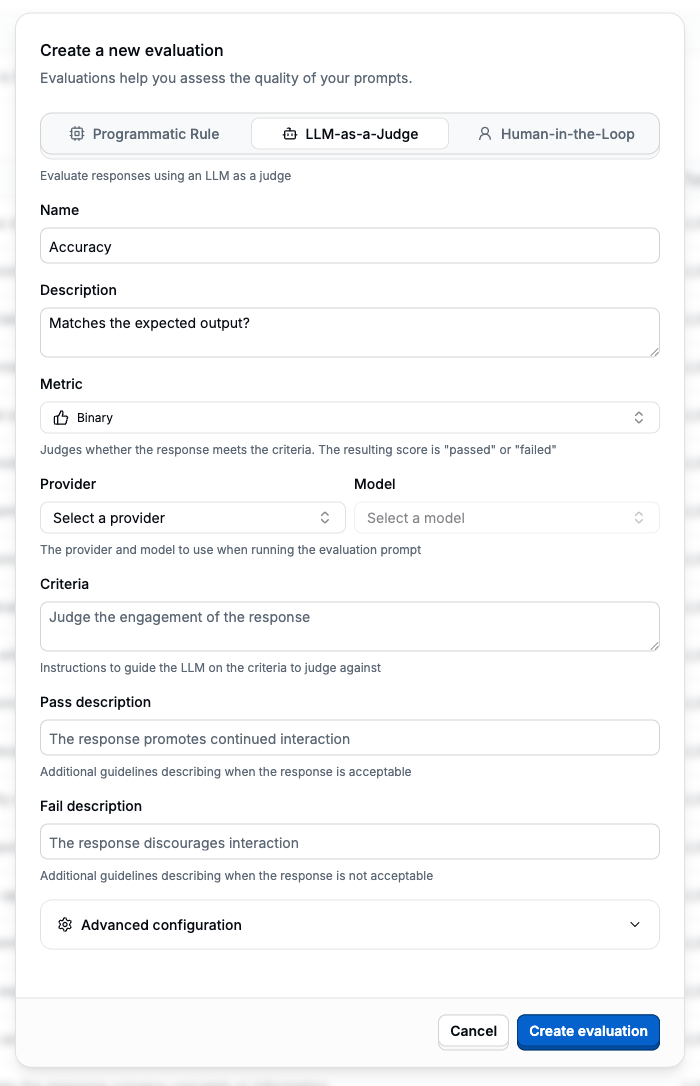 Create a new evaluation
Evaluations help you assess the quality of your prompts.
Programmatic Rule LLM-as-a-Judge Human-in-the-Loop
Evaluate responses using an LLM as a judge
Name
Accuracy
Description
Matches the expected output?
Metric
Binary
Judges whether the response meets the criteria. The resulting score is "passed" or "failed"
Provider Model
Select a provider Select a model
The provider and model to use when running the evaluation prompt
Criteria
Judge the engagement of the response
Instructions to guide the LLM on the criteria to judge against
Pass description
The response promotes continued interaction
Additional guidelines describing when the response is acceptable
Fail description
The response discourages interaction
Additional guidelines describing when the response is not acceptable
Advanced configuration
Cancel Create evaluation